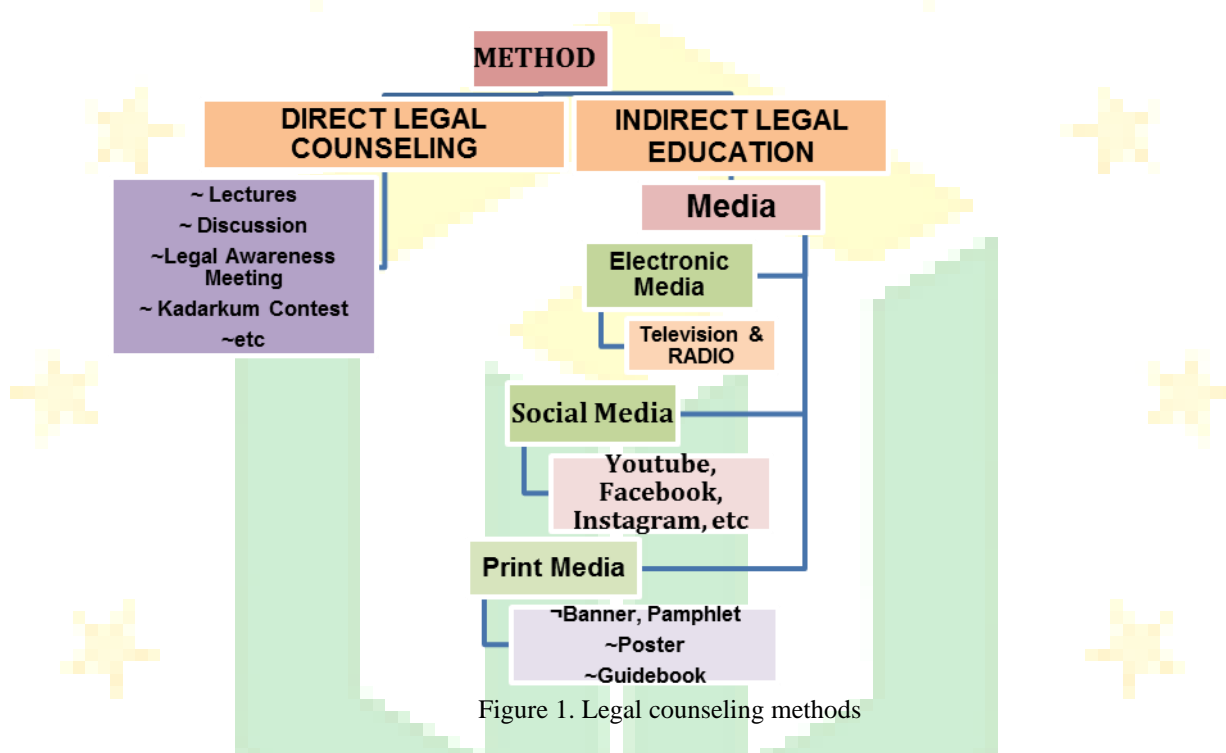 METHOD
DIRECT LEGAL
COUNSELING
~ Lectures
~ Discussion
~Legal Awareness
Meeting
~ Kadarkum Contest
~etc
INDIRECT LEGAL
EDUCATION
Media
Electronic
Media
Television &
RADIO
Social Media
Youtube,
Facebook,
Instagram, etc
Print Media
¬Banner, Pamphlet
~Poster
~Guidebook
Figure 1. Legal counseling methods